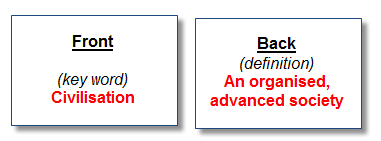 Front
(key word)
Civilisation
Back
(definition)
An organised,
advanced society